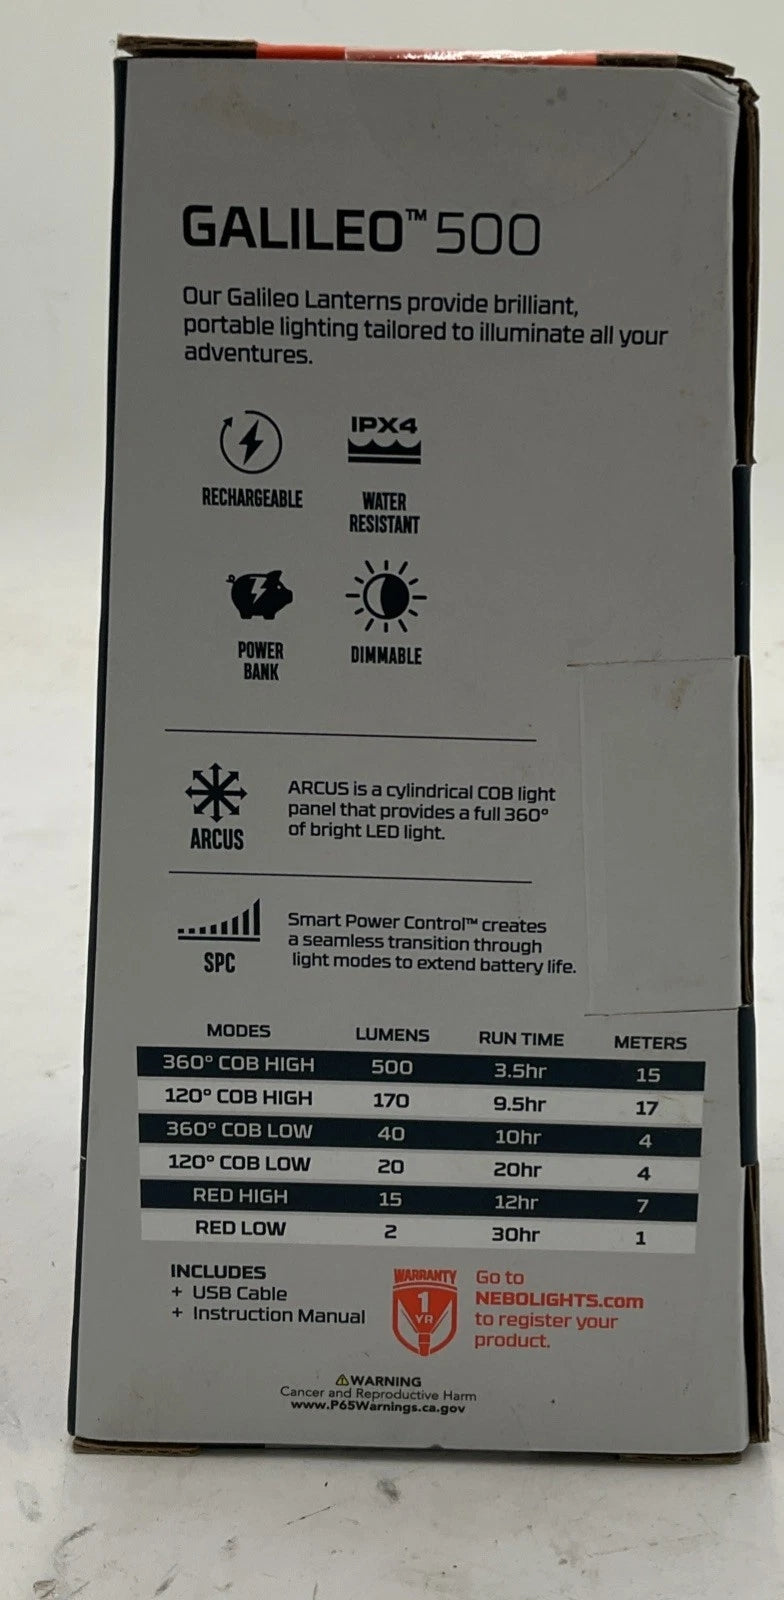 GALILEO™ 500
Our Galileo Lanterns provide brilliant,
portable lighting tailored to illuminate all your
adventures.
IPX4
RECHARGEABLE
WATER
RESISTANT
POWER
BANK
DIMMABLE
ARCUS
ARCUS is a cylindrical COB light
panel that provides a full 360°
of bright LED light.
SPC
Smart Power Control™ creates
a seamless transition through
light modes to extend battery life.
MODES LUMENS RUN TIME METERS
360° COB HIGH 500 3.5hr 15
120° COB HIGH 170 9.5hr 17
360° COB LOW 40 10hr 4
120° COB LOW 20 20hr 4
RED HIGH 15 12hr 7
RED LOW 2 30hr 1
INCLUDES
+ USB Cable
+ Instruction Manual
WARRANTY
1
YR
Go to
NEBOLIGHTS.com
to register your
product.
⚠WARNING
Cancer and Reproductive Harm
www.P65Warnings.ca.gov